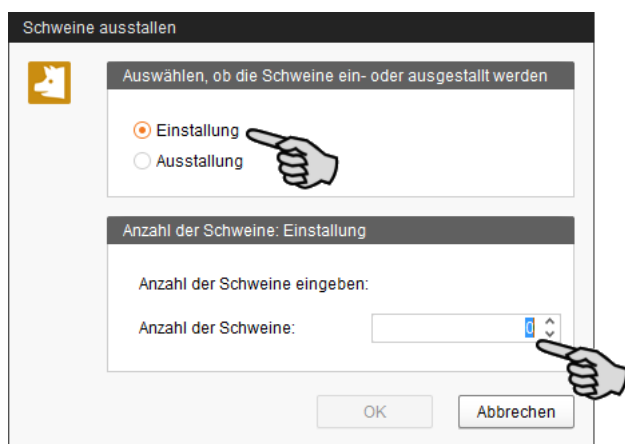 Schweine ausstallen
Auswählen, ob die Schweine ein- oder ausgestallt werden
Einstallung
Ausstallung
Anzahl der Schweine: Einstallung
Anzahl der Schweine eingeben:
Anzahl der Schweine:
0
OK
Abbrechen